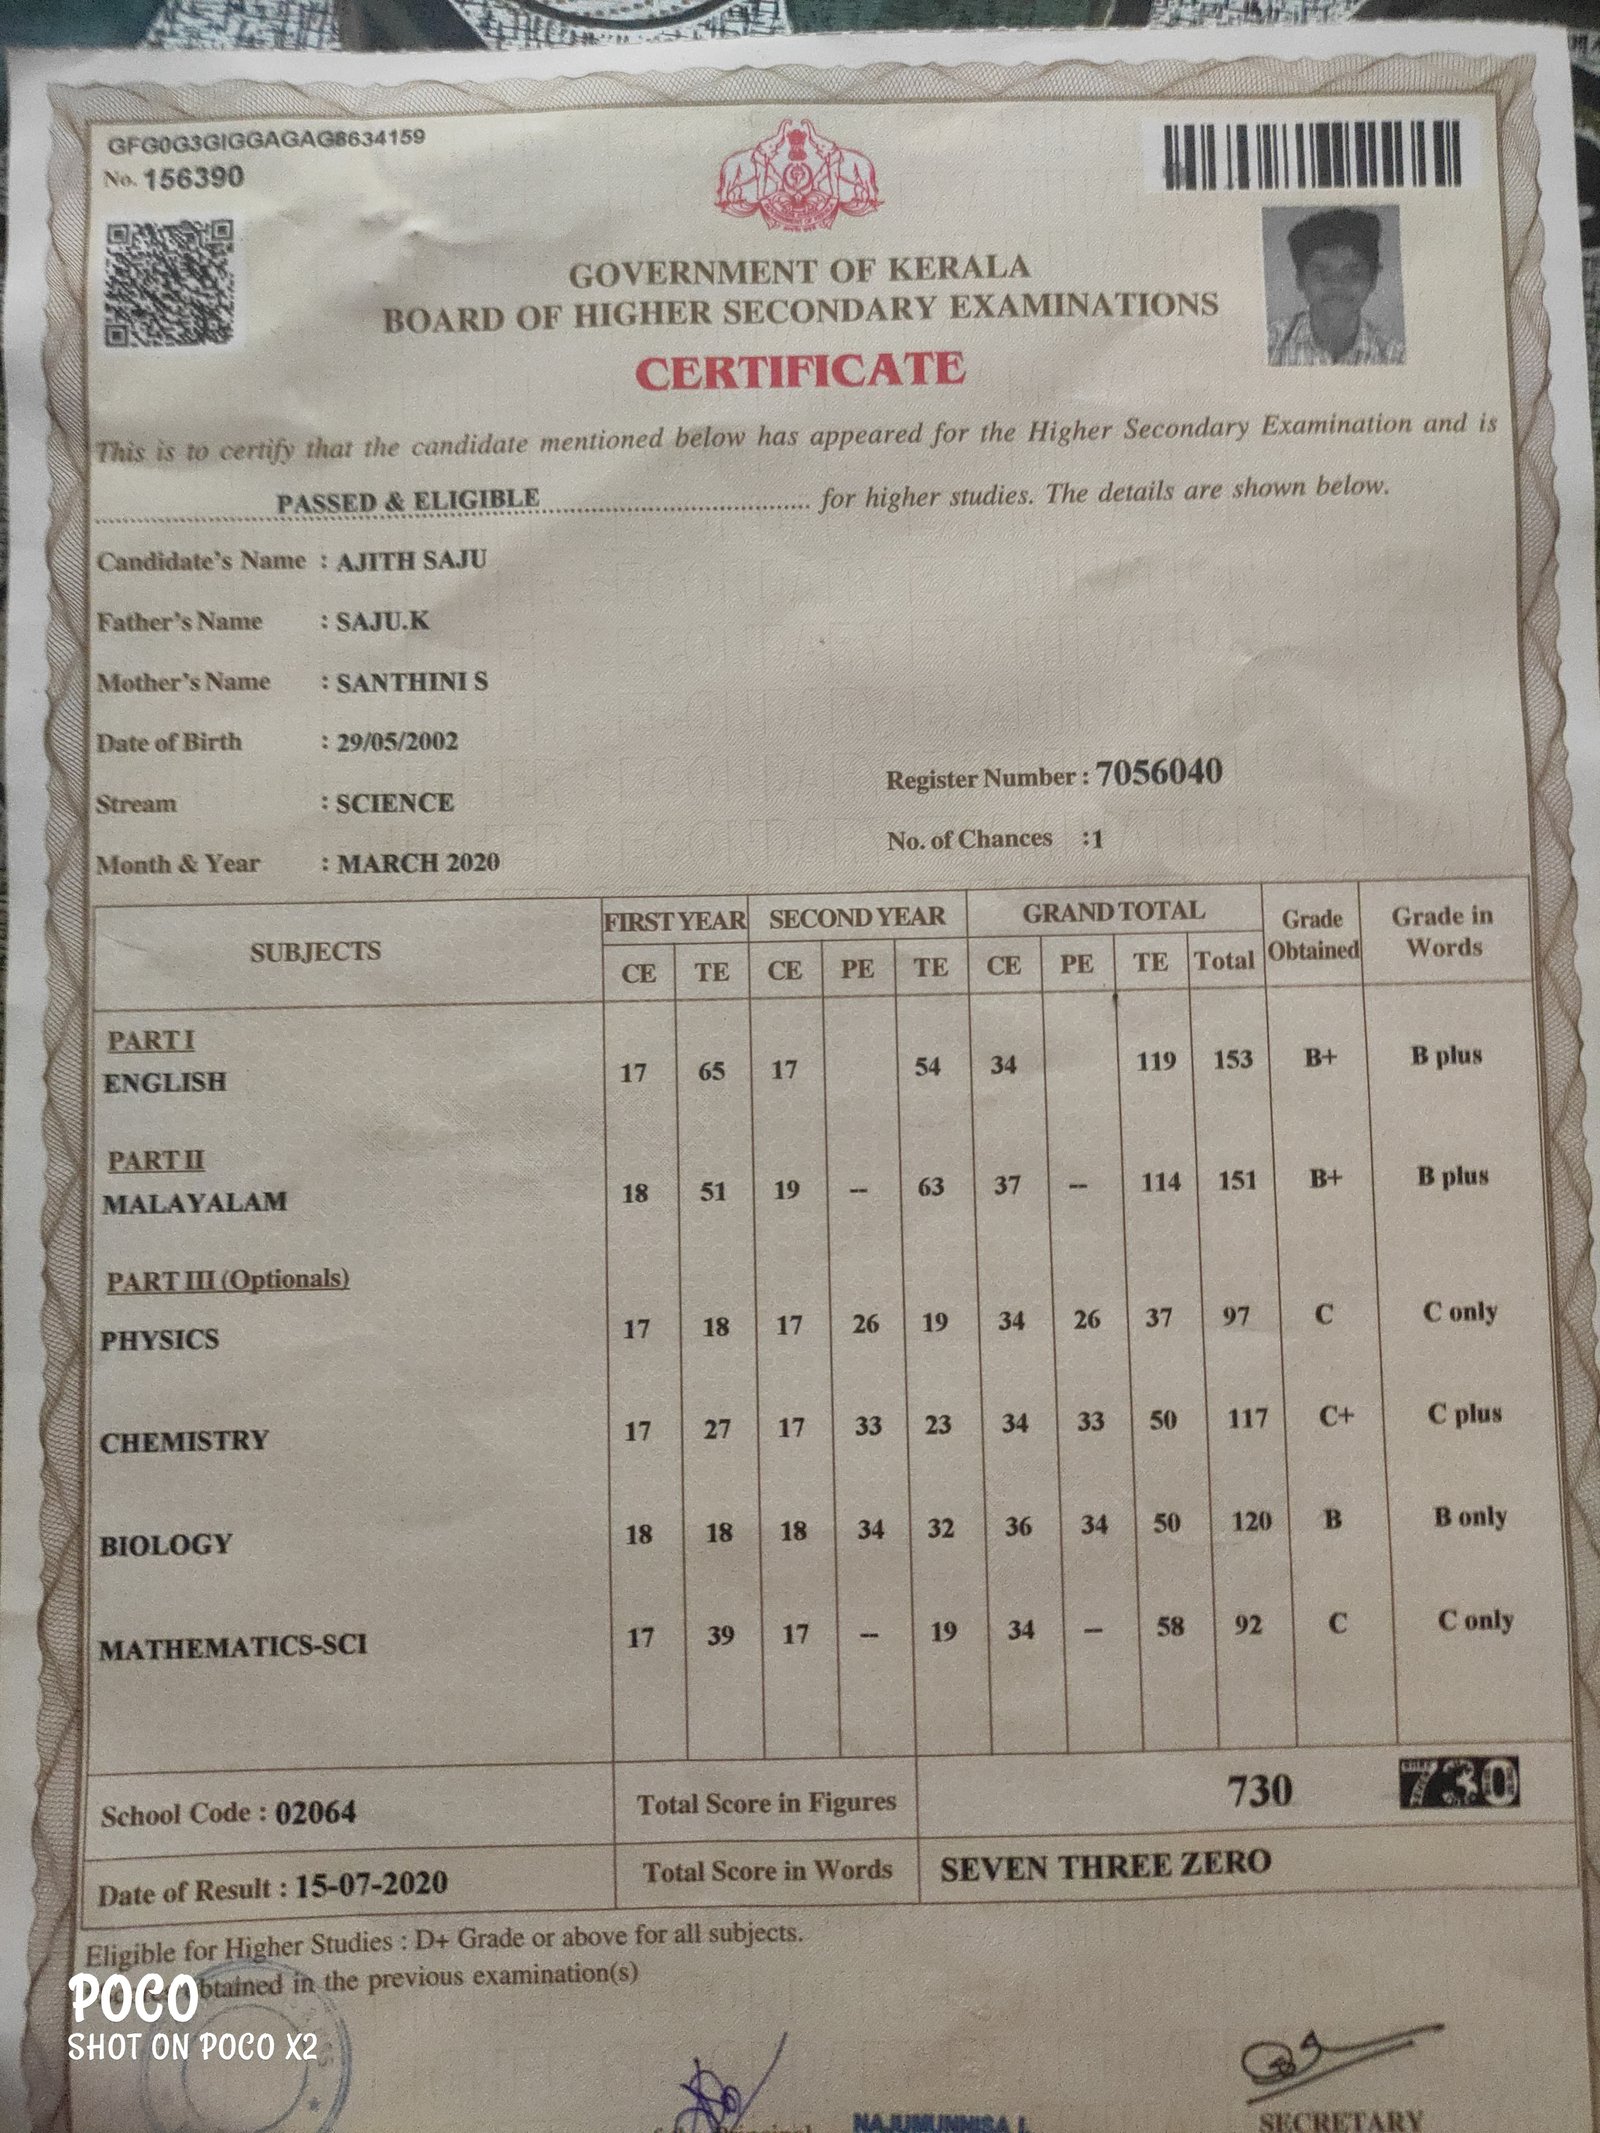 GFG0G3GIGGAGAG8634159
No. 156390
GOVERNMENT OF KERALA
BOARD OF HIGHER SECONDARY EXAMINATIONS
CERTIFICATE
This is to certify that the candidate mentioned below has appeared for the Higher Secondary Examination and is
PASSED & ELIGIBLE for higher studies. The details are shown below.
Candidate's Name : AJITH SAJU
Father's Name : SAJU.K
Mother's Name : SANTHINI S
Date of Birth : 29/05/2002
Register Number : 7056040
Stream : SCIENCE
No. of Chances : 1
Month & Year : MARCH 2020
SUBJECTS FIRST YEAR SECOND YEAR GRAND TOTAL Grade Obtained Grade in Words
CE TE CE PE TE CE PE TE Total
PART I
ENGLISH 17 65 17 54 34 119 153 B+ B plus
PART II
MALAYALAM 18 51 19 -- 63 37 -- 114 151 B+ B plus
PART III (Optionals)
PHYSICS 17 18 17 26 19 34 26 37 97 C C only
CHEMISTRY 17 27 17 33 23 34 33 50 117 C+ C plus
BIOLOGY 18 18 18 34 32 36 34 50 120 B B only
MATHEMATICS-SCI 17 39 17 -- 19 34 -- 58 92 C C only
School Code : 02064 Total Score in Figures 730 730
Date of Result : 15-07-2020 Total Score in Words SEVEN THREE ZERO
Eligible for Higher Studies : D+ Grade or above for all subjects.
obtained in the previous examination(s)
POCO
SHOT ON POCO X2
NAJUMUNNISA I.
SECRETARY